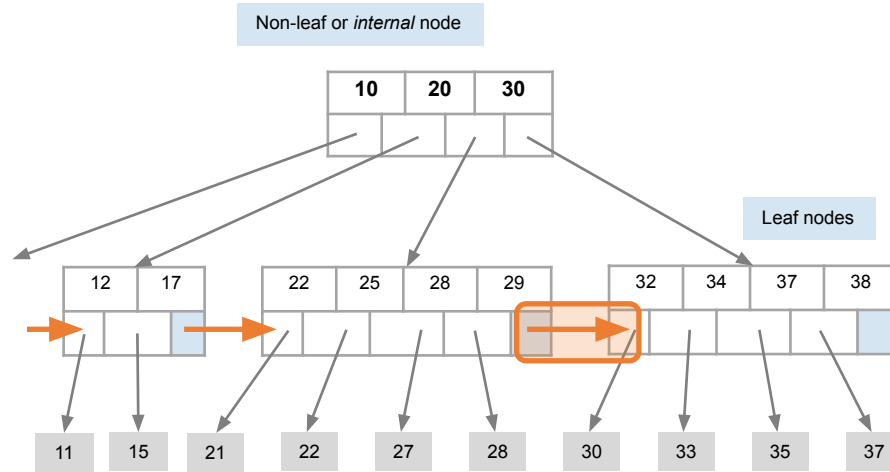 Non-leaf or internal node
10 20 30
Leaf nodes
12 17 22 25 28 29 32 34 37 38
11 15 21 22 27 28 30 33 35 37